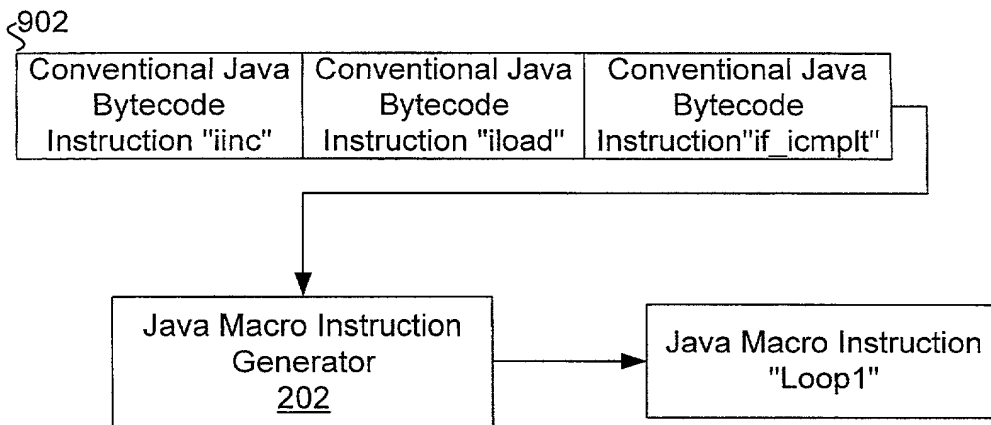 902
Conventional Java
Bytecode
Instruction "iinc"
Conventional Java
Bytecode
Instruction "iload"
Conventional Java
Bytecode
Instruction"if_icmplt"
Java Macro Instruction
Generator
202
Java Macro Instruction
"Loop1"